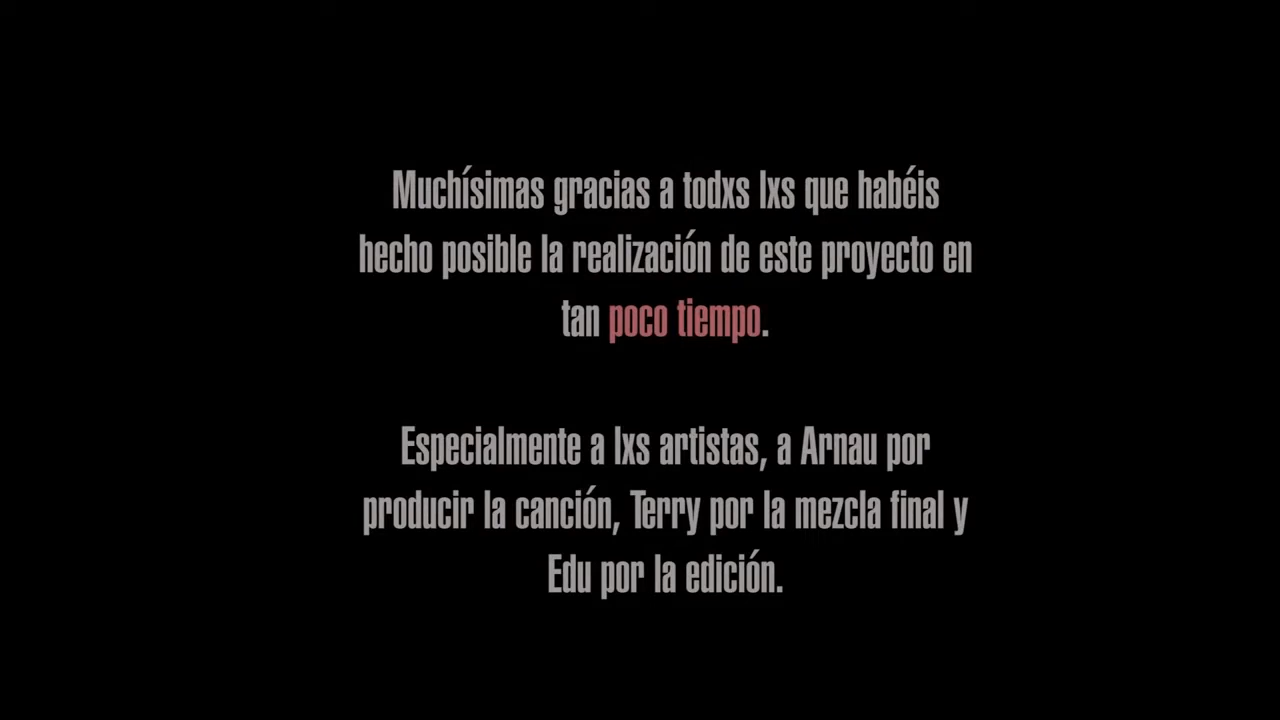 Muchísimas gracias a todxs lxs que habéis
hecho posible la realización de este proyecto en
tan poco tiempo.
Especialmente a lxs artistas, a Arnau por
producir la canción, Terry por la mezcla final y
Edu por la edición.